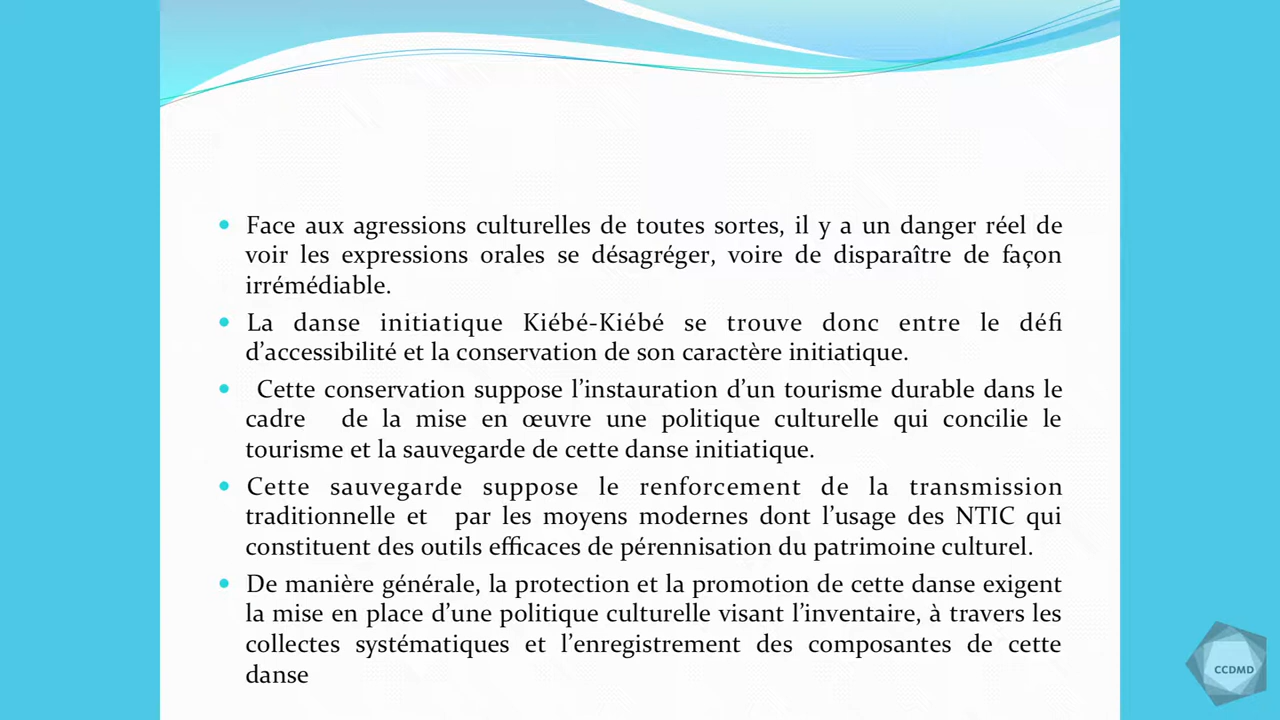 Face aux agressions culturelles de toutes sortes, il y a un danger réel de
voir les expressions orales se désagréger, voire de disparaître de façon
irrémédiable.
La danse initiatique Kiébé-Kiébé se trouve donc entre le défi
d’accessibilité et la conservation de son caractère initiatique.
Cette conservation suppose l’instauration d’un tourisme durable dans le
cadre de la mise en œuvre une politique culturelle qui concilie le
tourisme et la sauvegarde de cette danse initiatique.
Cette sauvegarde suppose le renforcement de la transmission
traditionnelle et par les moyens modernes dont l’usage des NTIC qui
constituent des outils efficaces de pérennisation du patrimoine culturel.
De manière générale, la protection et la promotion de cette danse exigent
la mise en place d’une politique culturelle visant l’inventaire, à travers les
collectes systématiques et l’enregistrement des composantes de cette
danse
CCDMD